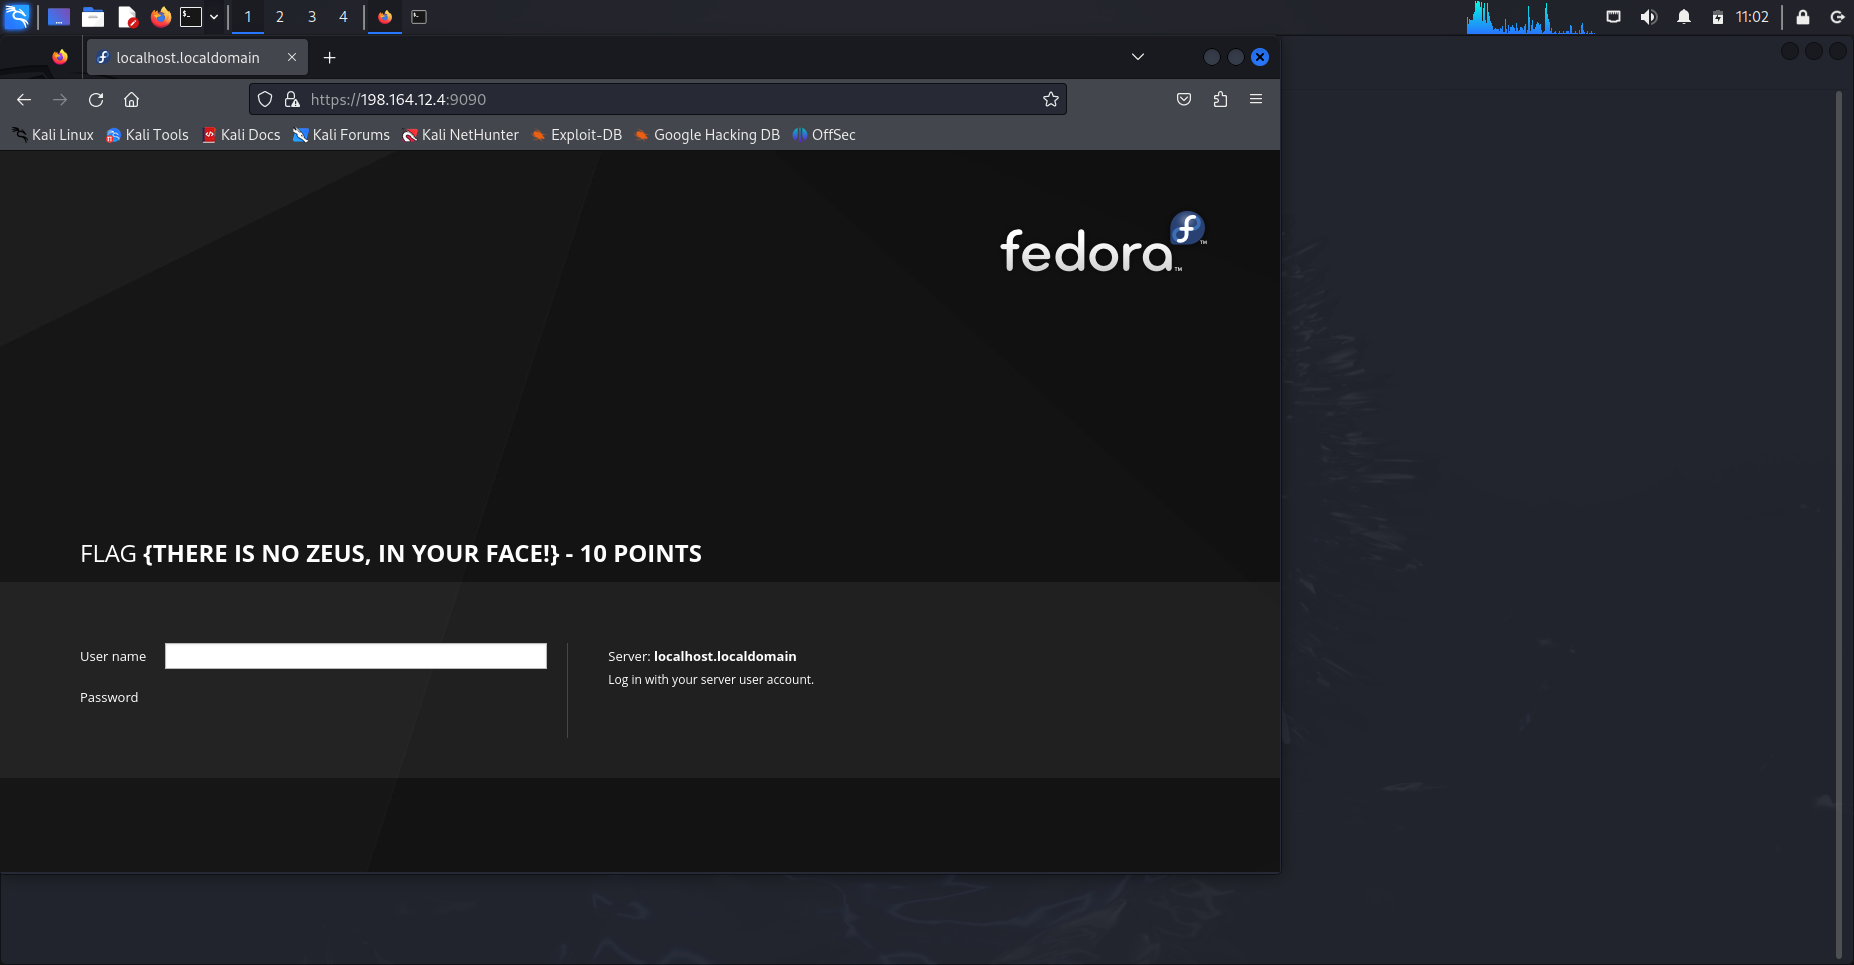 1 2 3 4
11:02
localhost.localdomain
https://198.164.12.4:9090
Kali Linux Kali Tools Kali Docs Kali Forums Kali NetHunter Exploit-DB Google Hacking DB OffSec
fedora™
FLAG {THERE IS NO ZEUS, IN YOUR FACE!} - 10 POINTS
User name
Password
Server: localhost.localdomain
Log in with your server user account.